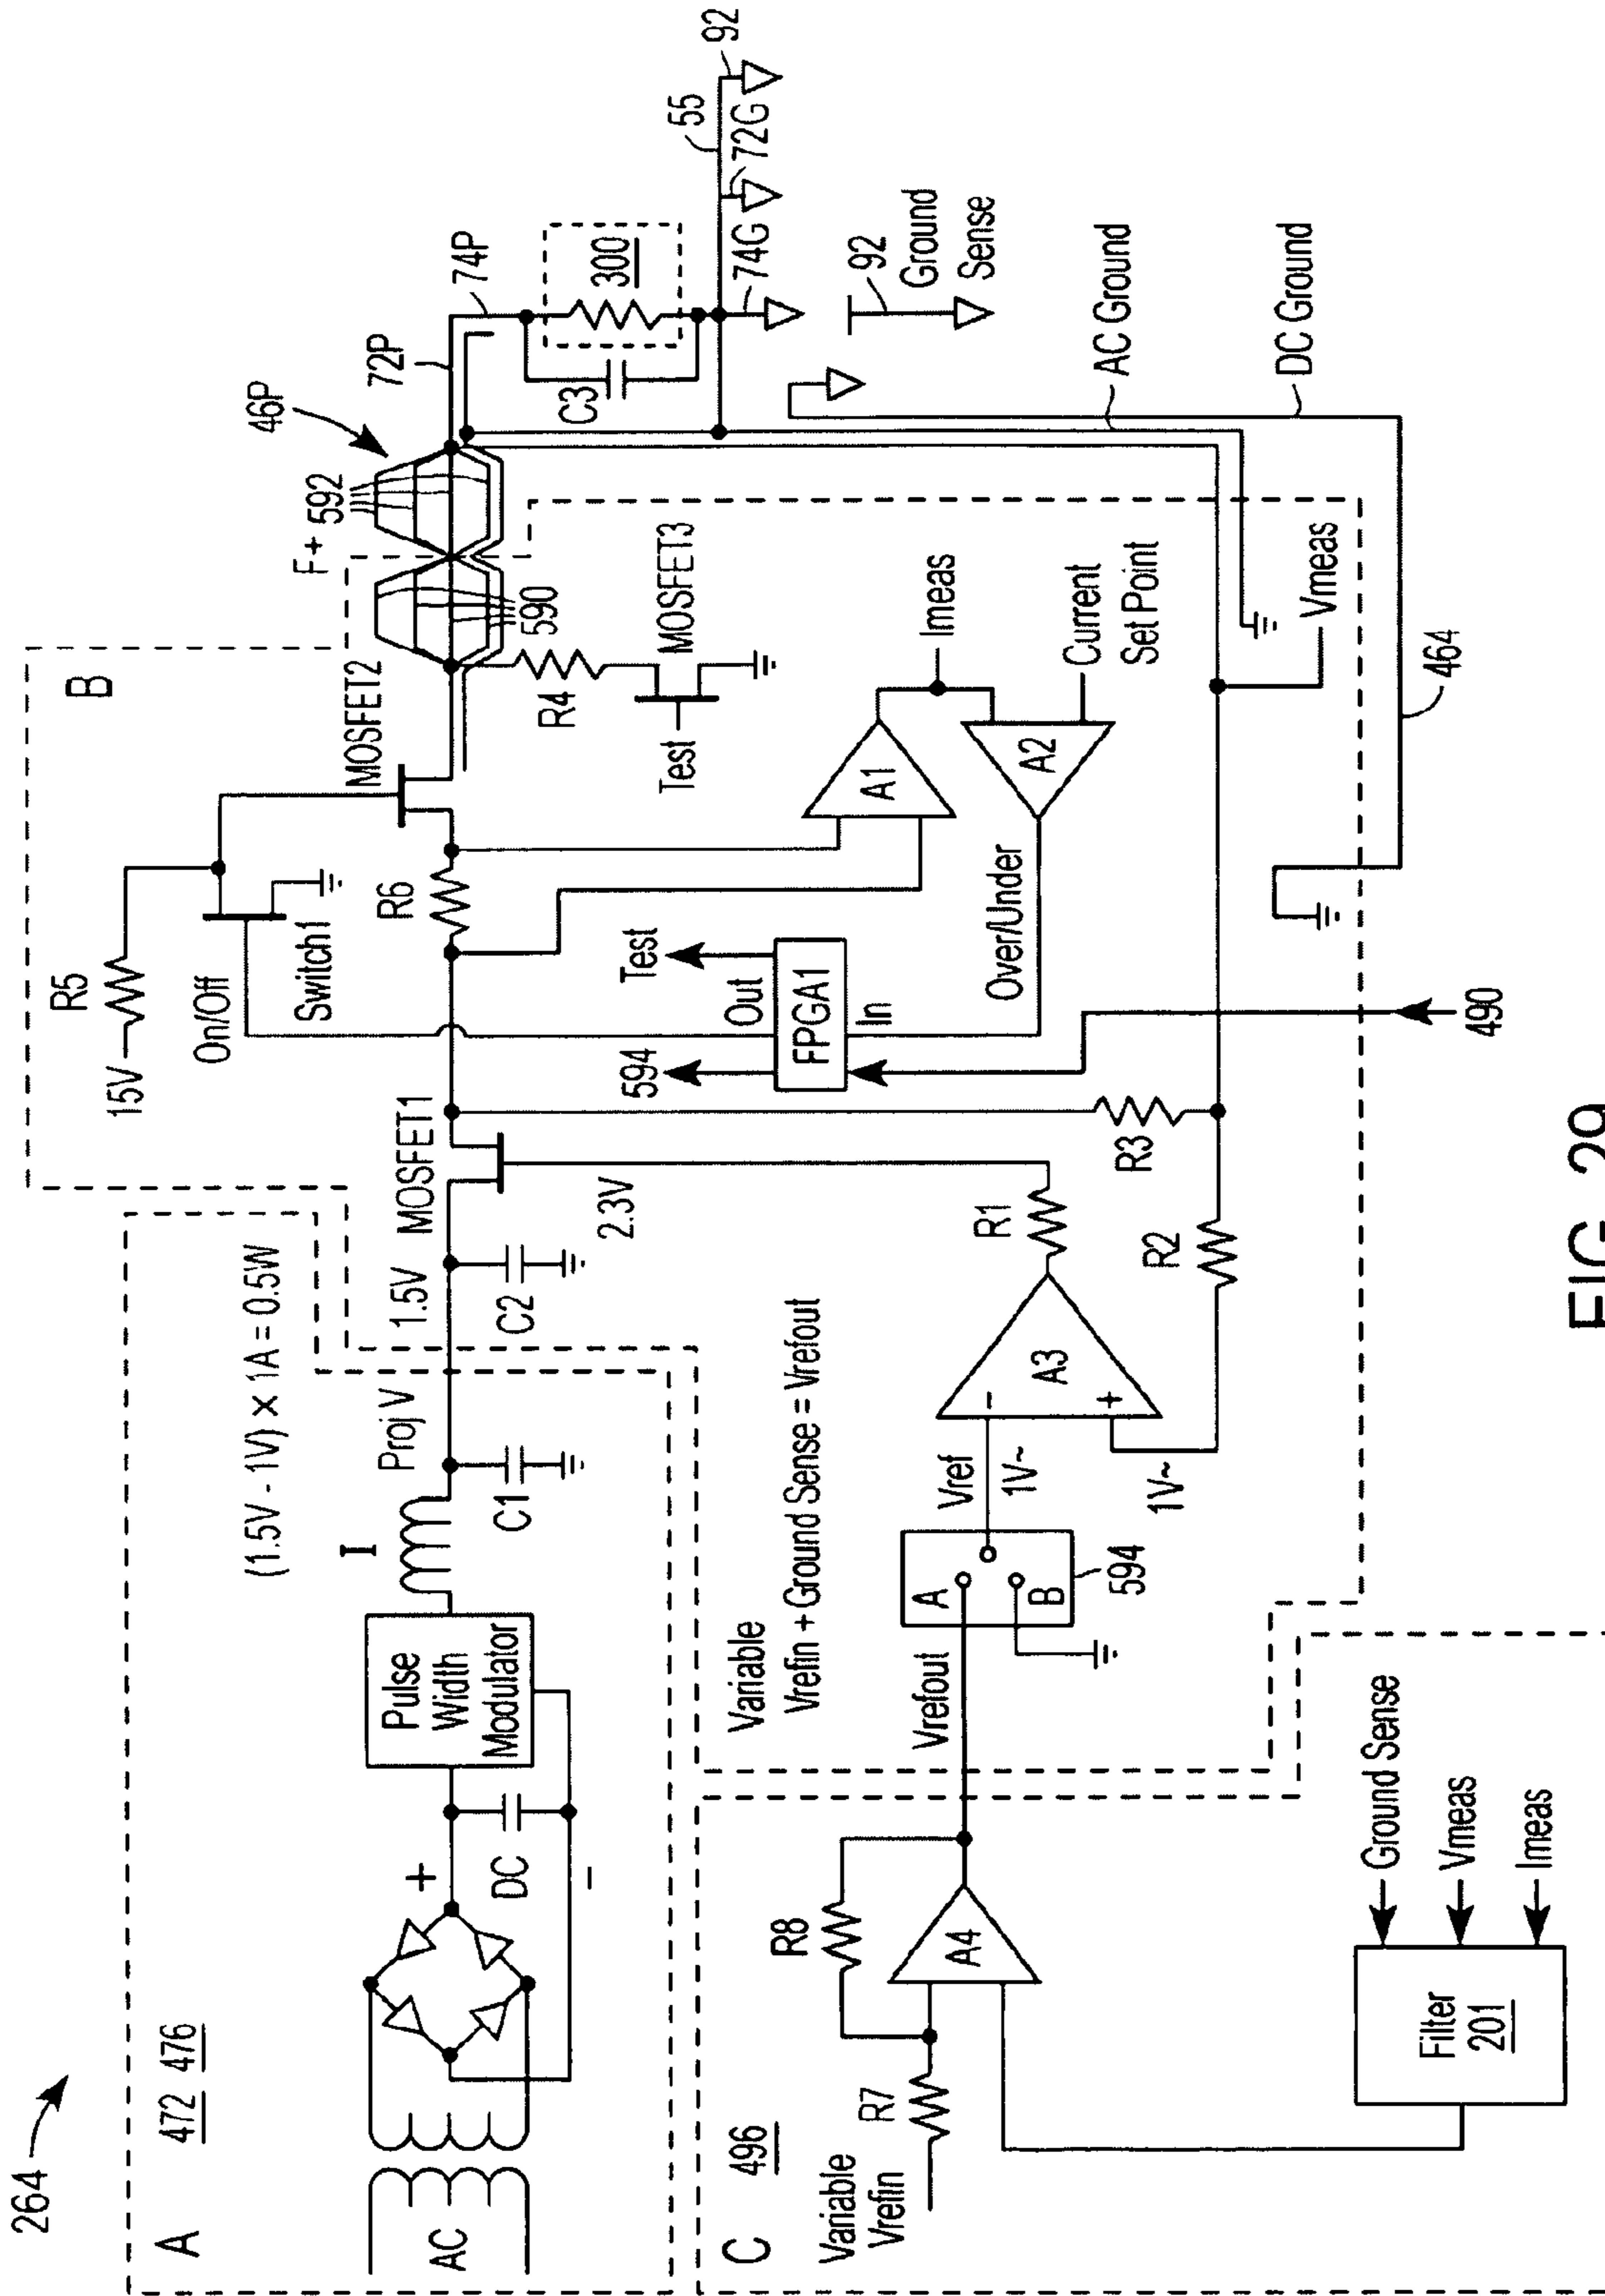 264
A
472 476
AC
+
DC
-
Pulse
Width
Modulator
I
(1.5V - 1V) x 1A = 0.5W
Proj V
C1
1.5V
C2
MOSFET1
2.3V
B
15V
R5
On/Off
Switch1
R6
MOSFET2
F+
592
590
46P
72P
74P
300
C3
55
92
72G
74G
92
Ground
Sense
AC Ground
DC Ground
R4
MOSFET3
Test
Imeas
A1
A2
Current
Set Point
Over/Under
Test
594
Out
FPGA1
In
R3
R1
R2
Vmeas
464
490
Variable
Vrefin + Ground Sense = Vrefout
A3
-
+
Vref
1V~
1V~
A
B
594
Vrefout
C
496
Variable
Vrefin
R7
R8
A4
Filter
201
Ground Sense
Vmeas
Imeas
FIG. 29